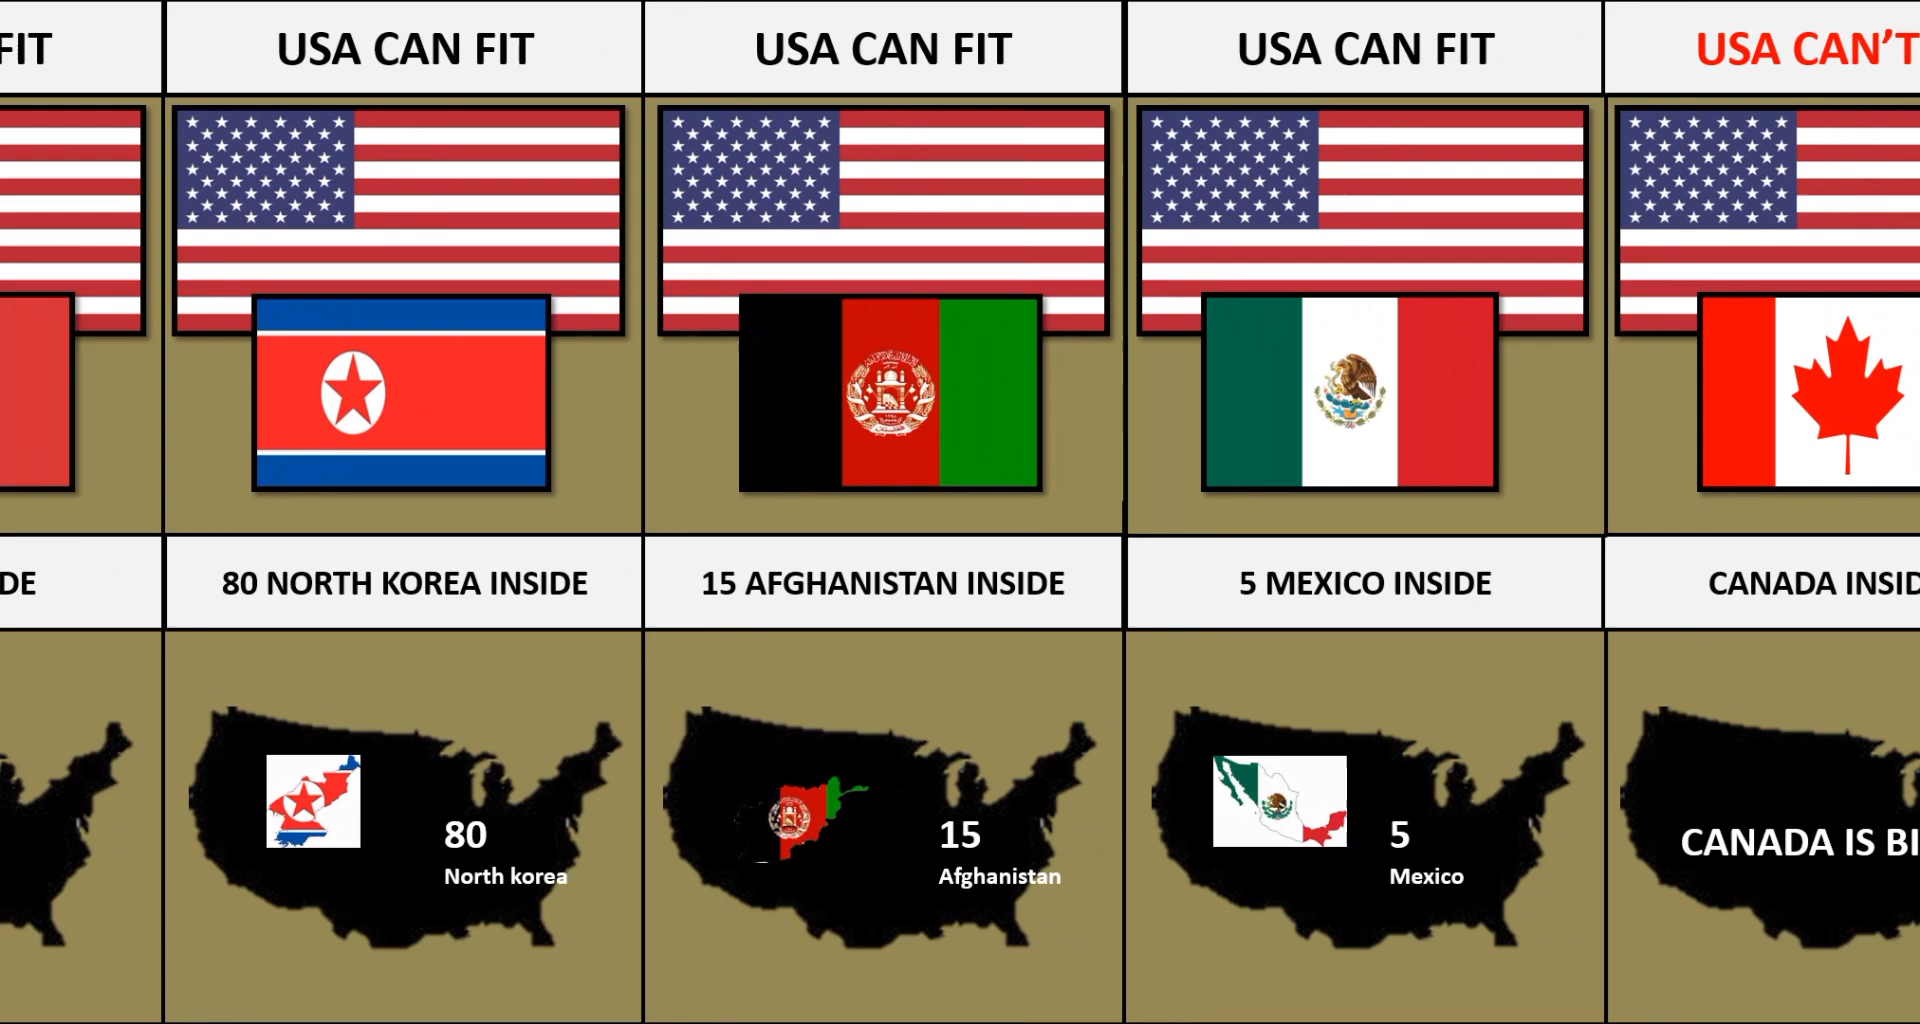 FIT
USA CAN FIT
USA CAN FIT
USA CAN FIT
USA CAN'T
DE
80 NORTH KOREA INSIDE
15 AFGHANISTAN INSIDE
5 MEXICO INSIDE
CANADA INSID
80
North korea
15
Afghanistan
5
Mexico
CANADA IS BI